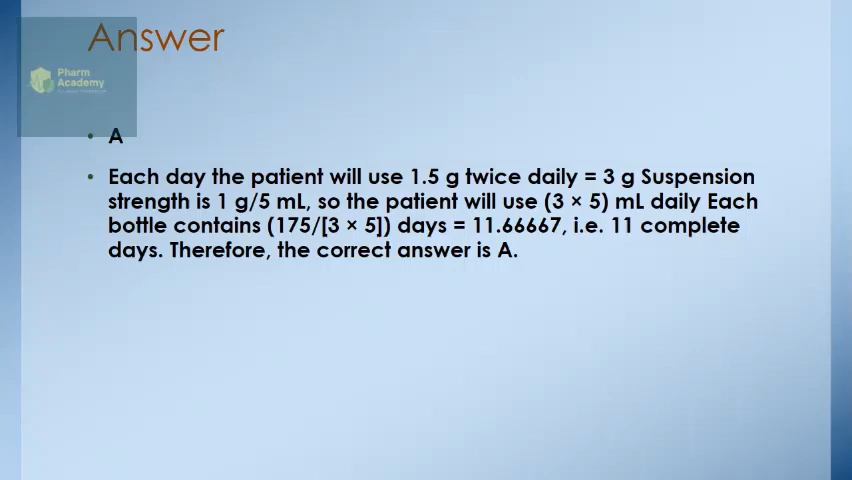 Answer
Pharm
Academy
• A
• Each day the patient will use 1.5 g twice daily = 3 g Suspension
strength is 1 g/5 mL, so the patient will use (3 × 5) mL daily Each
bottle contains (175/[3 × 5]) days = 11.66667, i.e. 11 complete
days. Therefore, the correct answer is A.